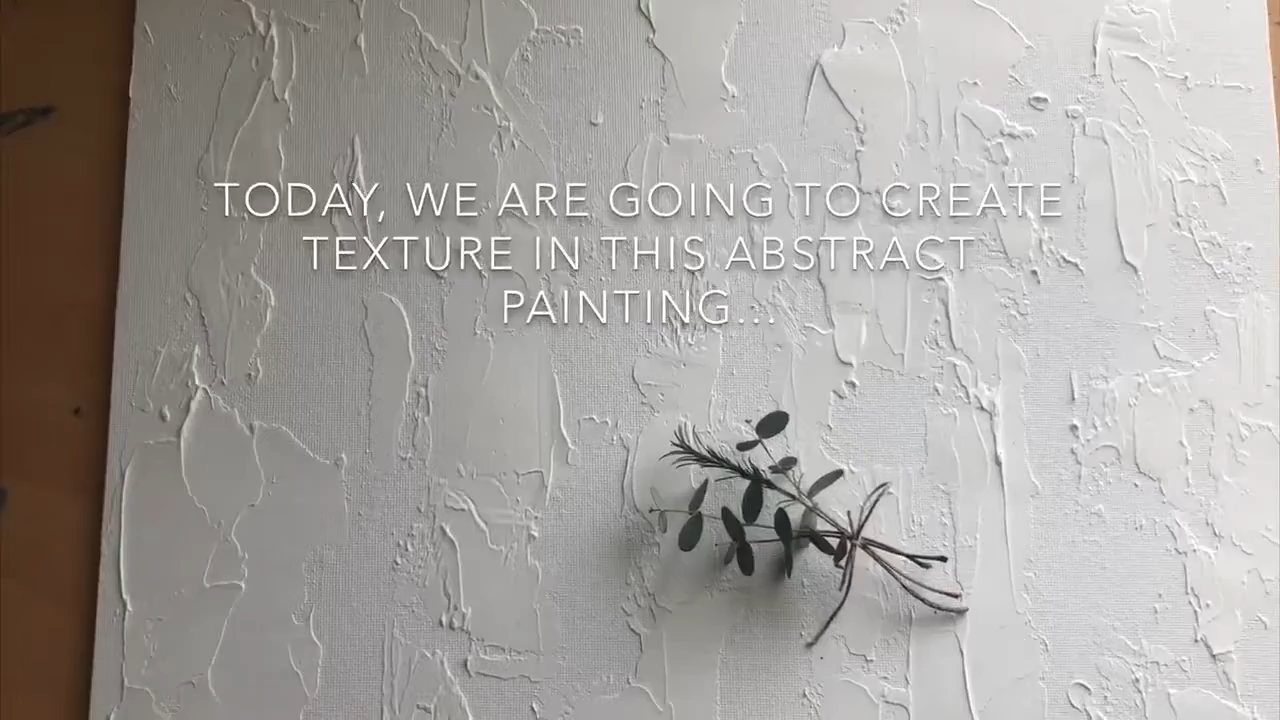 TODAY, WE ARE GOING TO CREATE
TEXTURE IN THIS ABSTRACT
PAINTING...